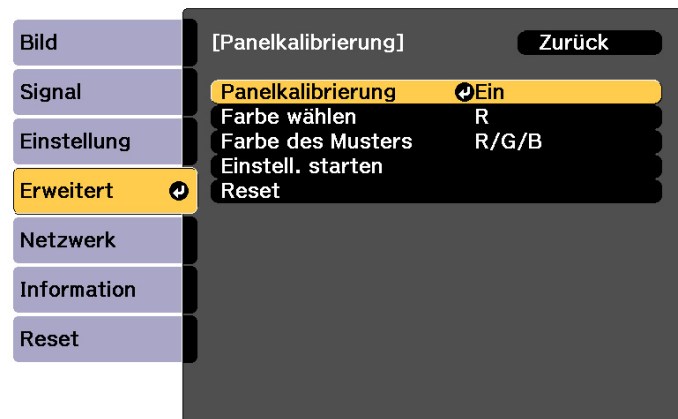 Bild
Signal
Einstellung
Erweitert
Netzwerk
Information
Reset
[Panelkalibrierung] Zurück
Panelkalibrierung Ein
Farbe wählen R
Farbe des Musters R/G/B
Einstell. starten
Reset